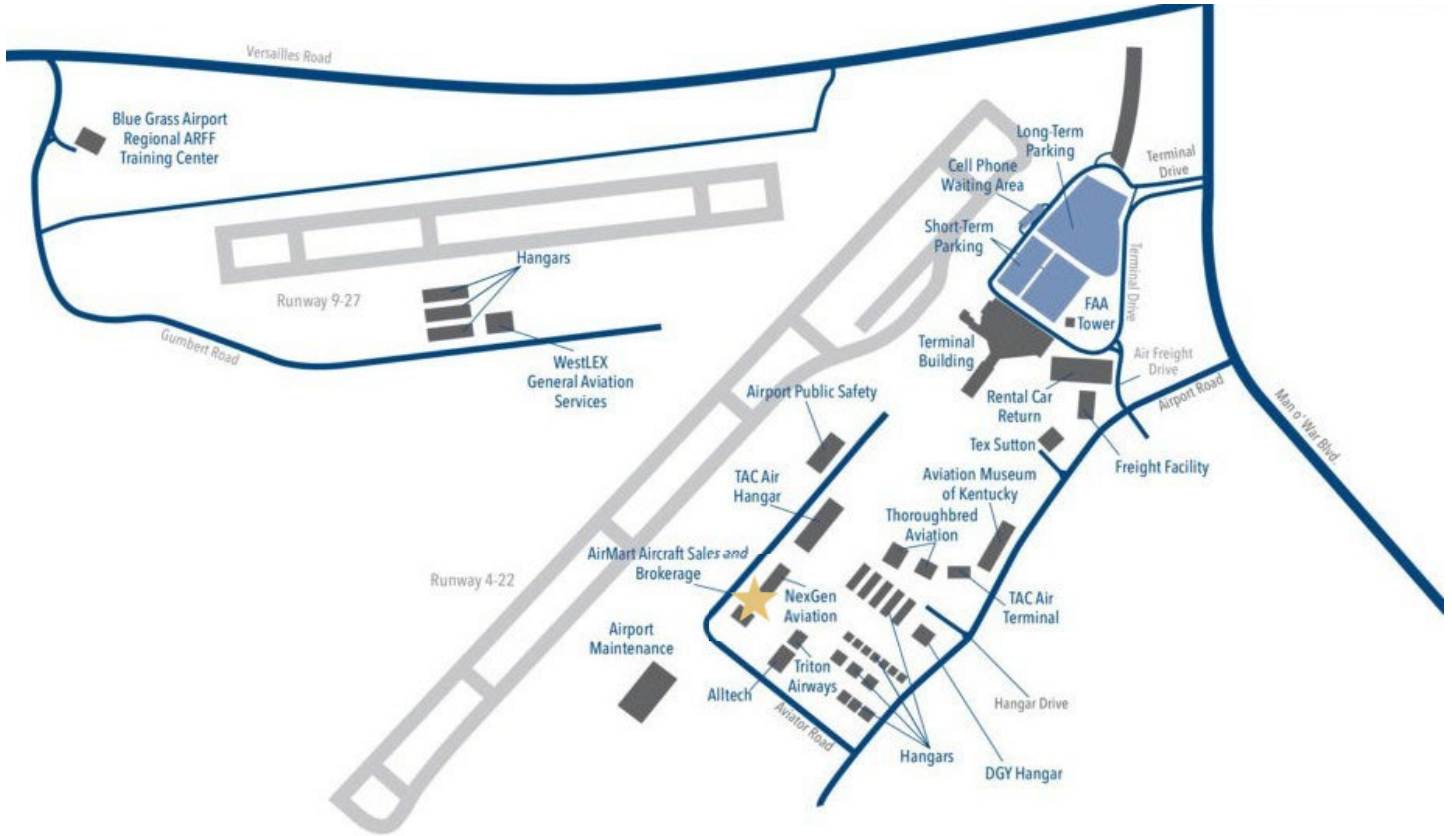 Versailles Road
Blue Grass Airport
Regional ARFF
Training Center
Long-Term
Parking
Cell Phone
Waiting Area
Terminal
Drive
Short-Term
Parking
Terminal Drive
Hangars
Runway 9-27
FAA
Tower
Gumbert Road
Terminal
Building
Air Freight
Drive
WestLEX
General Aviation
Services
Airport Public Safety
Rental Car
Return
Airport Road
Man o' War Blvd.
Tex Sutton
Freight Facility
TAC Air
Hangar
Aviation Museum
of Kentucky
Thoroughbred
Aviation
AirMart Aircraft Sales and
Brokerage
Runway 4-22
NexGen
Aviation
TAC Air
Terminal
Airport
Maintenance
Triton
Airways
Alltech
Hangar Drive
Aviator Road
Hangars
DGY Hangar